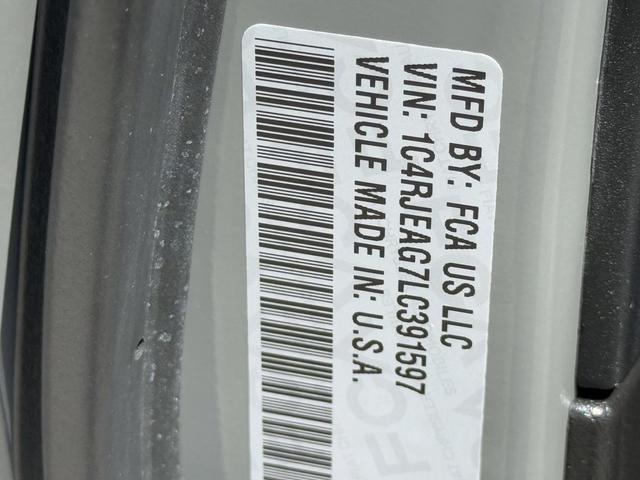 MFD BY: FCA US LLC
VIN: 1C4RJEAG7LC391597
VEHICLE MADE IN: U.S.A.